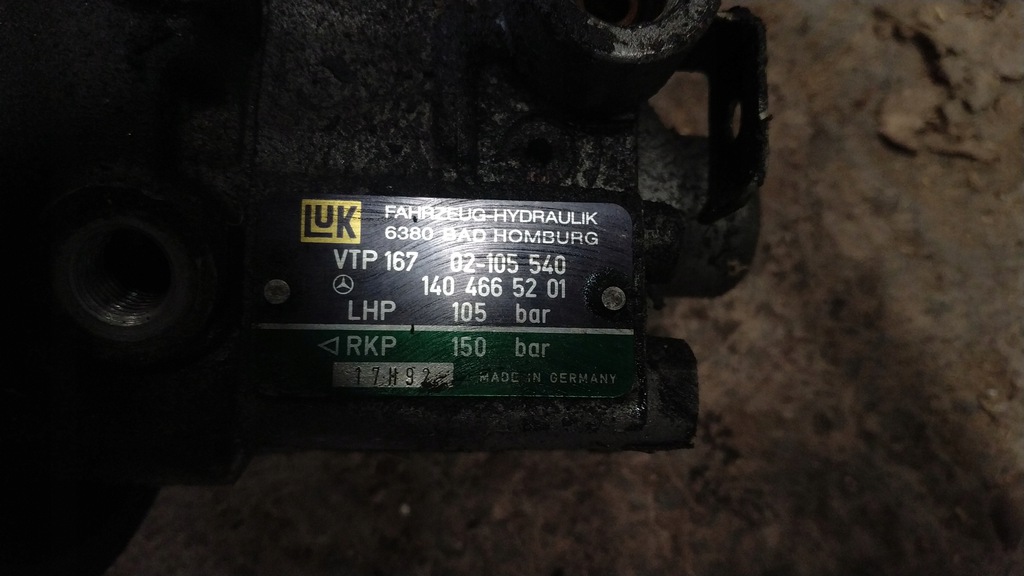 LUK FAHRZEUG-HYDRAULIK
6380 BAD HOMBURG
VTP 167 02-105 540
140 466 52 01
LHP 105 bar
RKP 150 bar
17H92 MADE IN GERMANY